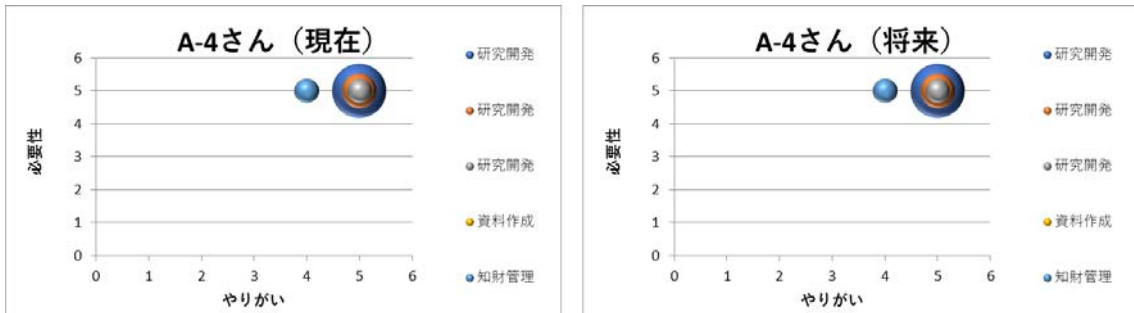 A-4さん（現在）
6
5
4
3
2
1
0
必要性
0 1 2 3 4 5 6
やりがい
研究開発
研究開発
研究開発
資料作成
知財管理
A-4さん（将来）
6
5
4
3
2
1
0
必要性
0 1 2 3 4 5 6
やりがい
研究開発
研究開発
研究開発
資料作成
知財管理